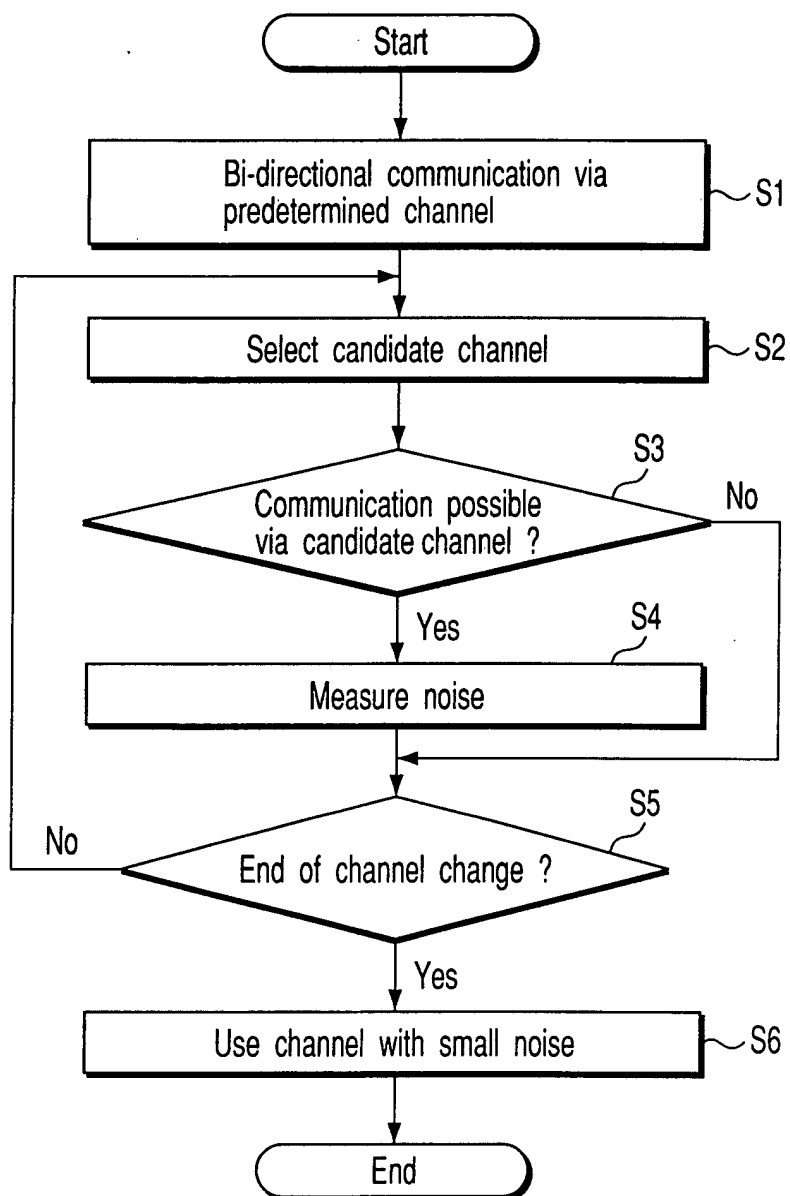 Start
Bi-directional communication via
predetermined channel
S1
Select candidate channel
S2
S3
Communication possible
via candidate channel ?
No
Yes
S4
Measure noise
S5
No
End of channel change ?
Yes
Use channel with small noise
S6
End